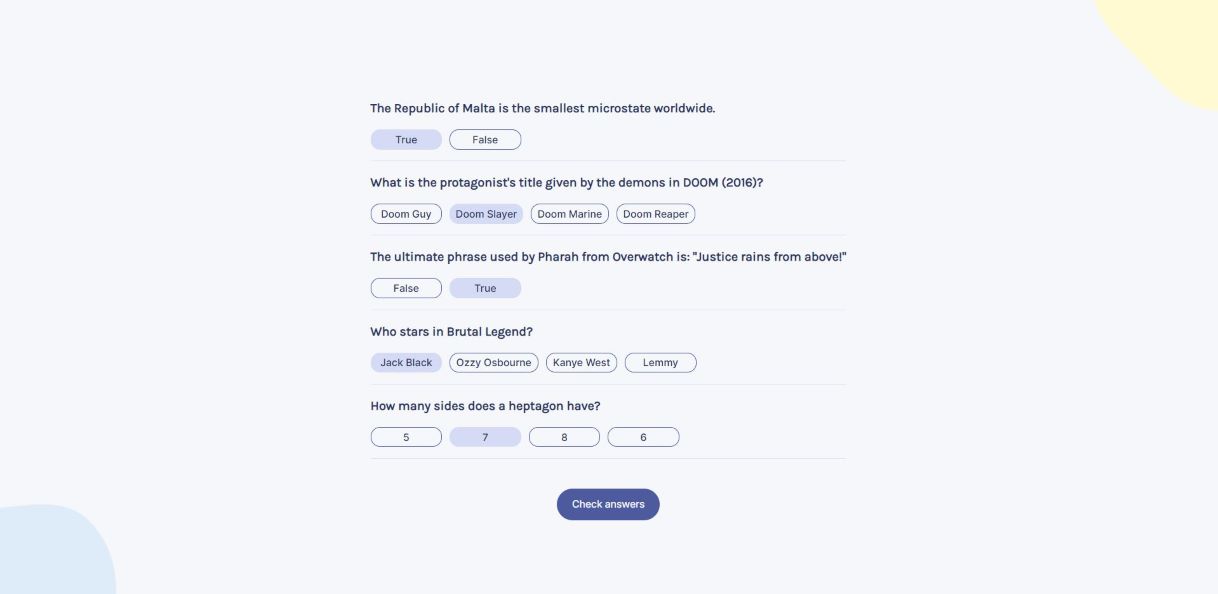 The Republic of Malta is the smallest microstate worldwide.
True False
What is the protagonist's title given by the demons in DOOM (2016)?
Doom Guy Doom Slayer Doom Marine Doom Reaper
The ultimate phrase used by Pharah from Overwatch is: "Justice rains from above!"
False True
Who stars in Brutal Legend?
Jack Black Ozzy Osbourne Kanye West Lemmy
How many sides does a heptagon have?
5 7 8 6
Check answers